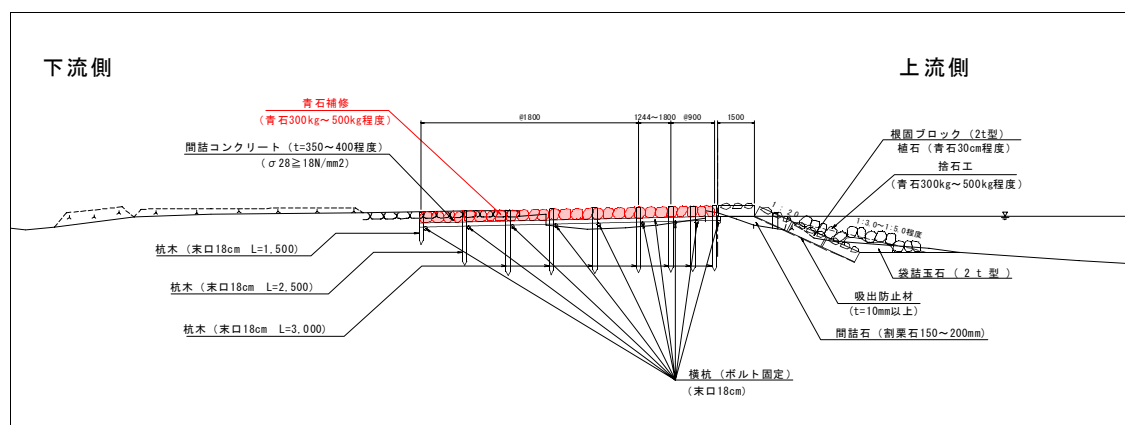 下流側
上流側
青石補修
(青石300kg～500kg程度)
@1800
1244～1800
@900
1500
根固ブロック (2t型)
植石 (青石30cm程度)
間詰コンクリート (t=350～400程度)
(σ28≧18N/mm2)
捨石工
(青石300kg～500kg程度)
1:2.0
1:3.0～1:5.0程度
杭木 (末口18cm L=1,500)
袋詰玉石 (2t型)
杭木 (末口18cm L=2,500)
吸出防止材
(t=10mm以上)
杭木 (末口18cm L=3,000)
間詰石 (割栗石150～200mm)
横杭 (ボルト固定)
(末口18cm)